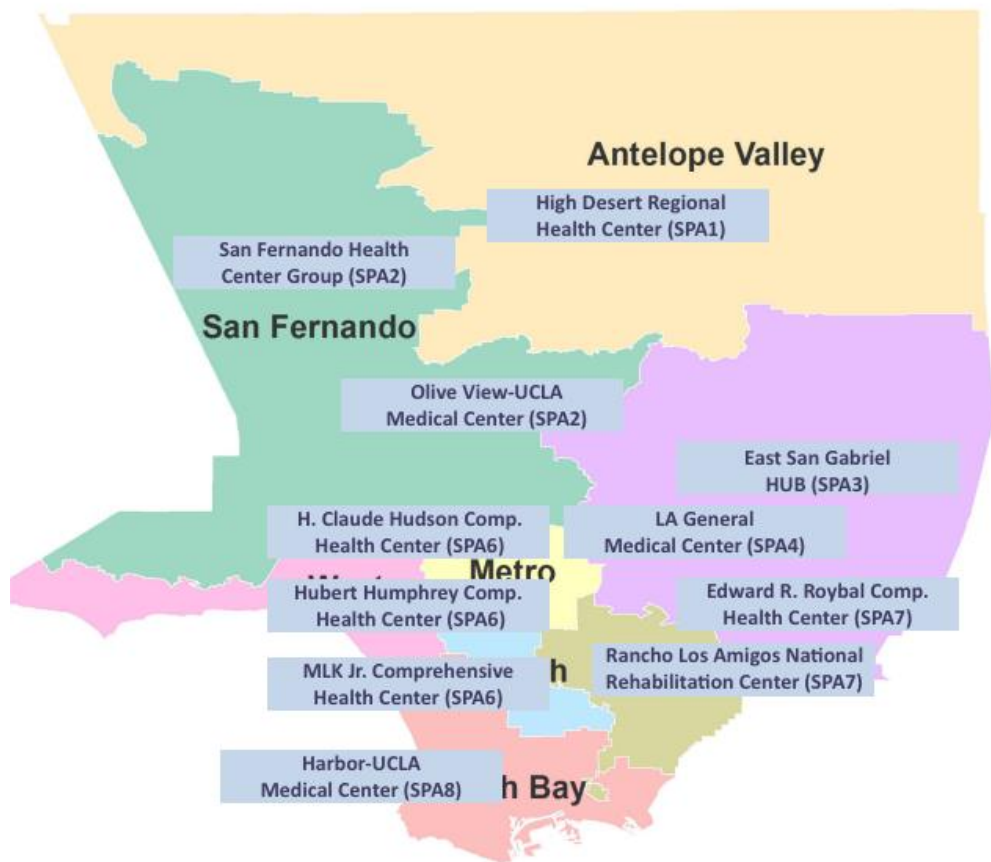 Antelope Valley
High Desert Regional
Health Center (SPA1)
San Fernando Health
Center Group (SPA2)
San Fernando
Olive View-UCLA
Medical Center (SPA2)
East San Gabriel
HUB (SPA3)
H. Claude Hudson Comp.
Health Center (SPA6)
LA General
Medical Center (SPA4)
Metro
Hubert Humphrey Comp.
Health Center (SPA6)
Edward R. Roybal Comp.
Health Center (SPA7)
MLK Jr. Comprehensive
Health Center (SPA6)
Rancho Los Amigos National
Rehabilitation Center (SPA7)
Harbor-UCLA
Medical Center (SPA8)
Bay